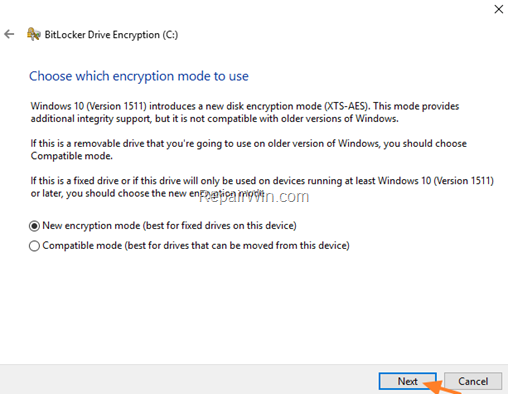 BitLocker Drive Encryption (C:)
Choose which encryption mode to use
Windows 10 (Version 1511) introduces a new disk encryption mode (XTS-AES). This mode provides
additional integrity support, but it is not compatible with older versions of Windows.
If this is a removable drive that you're going to use on older version of Windows, you should choose
Compatible mode.
If this is a fixed drive or if this drive will only be used on devices running at least Windows 10 (Version 1511)
or later, you should choose the new encryption mode.
RepairWin.com
New encryption mode (best for fixed drives on this device)
Compatible mode (best for drives that can be moved from this device)
Next
Cancel